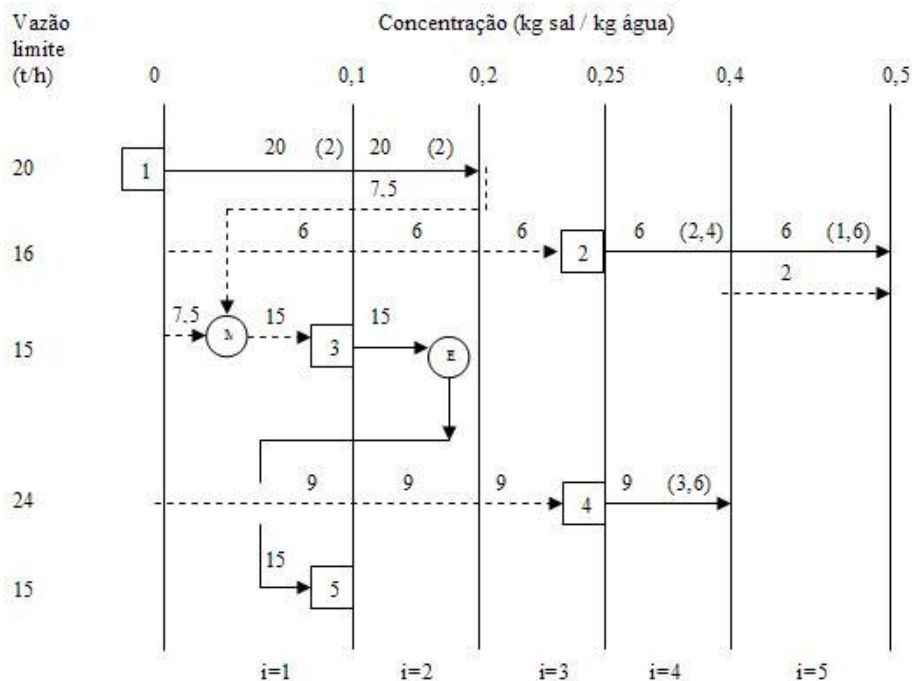 Vazão limite (t/h)
Concentração (kg sal / kg água)
0 0,1 0,2 0,25 0,4 0,5
20 1 20 (2) 20 (2)
7.5
16 6 6 6 2 6 (2,4) 6 (1,6)
2
15 7.5 N 15 3 15 E
24 9 9 9 4 9 (3,6)
15 15 5
i=1 i=2 i=3 i=4 i=5